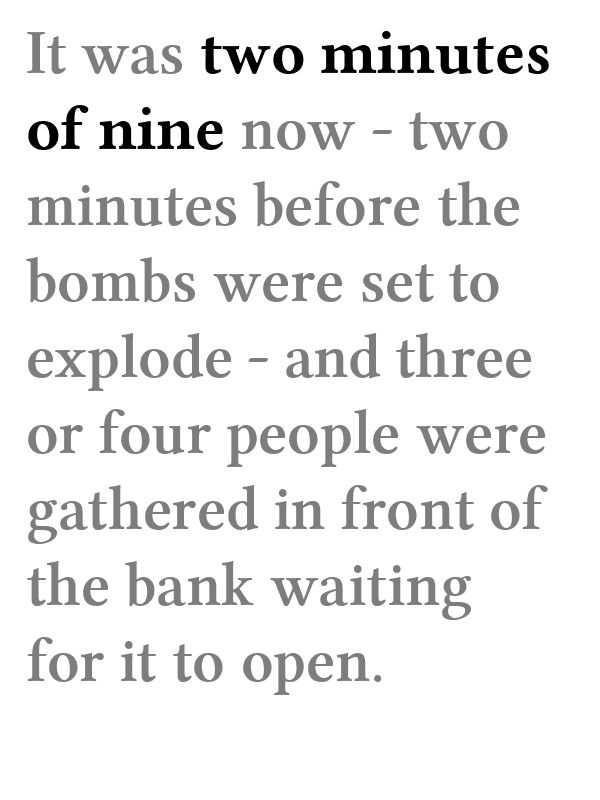 It was two minutes
of nine now - two
minutes before the
bombs were set to
explode - and three
or four people were
gathered in front of
the bank waiting
for it to open.